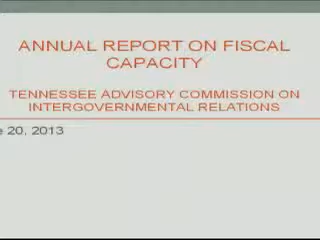 ANNUAL REPORT ON FISCAL
CAPACITY
TENNESSEE ADVISORY COMMISSION ON
INTERGOVERNMENTAL RELATIONS
20, 2013